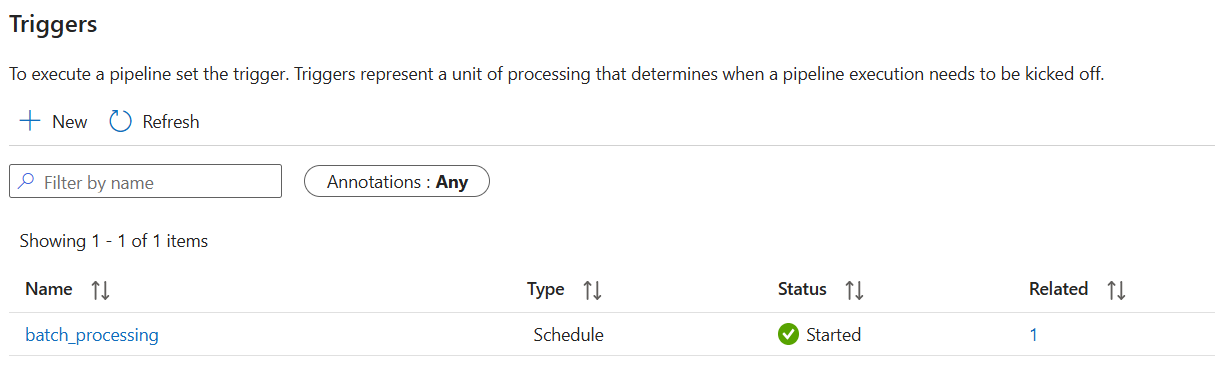 Triggers
To execute a pipeline set the trigger. Triggers represent a unit of processing that determines when a pipeline execution needs to be kicked off.
New Refresh
Filter by name Annotations : Any
Showing 1 - 1 of 1 items
Name Type Status Related
batch_processing Schedule Started 1